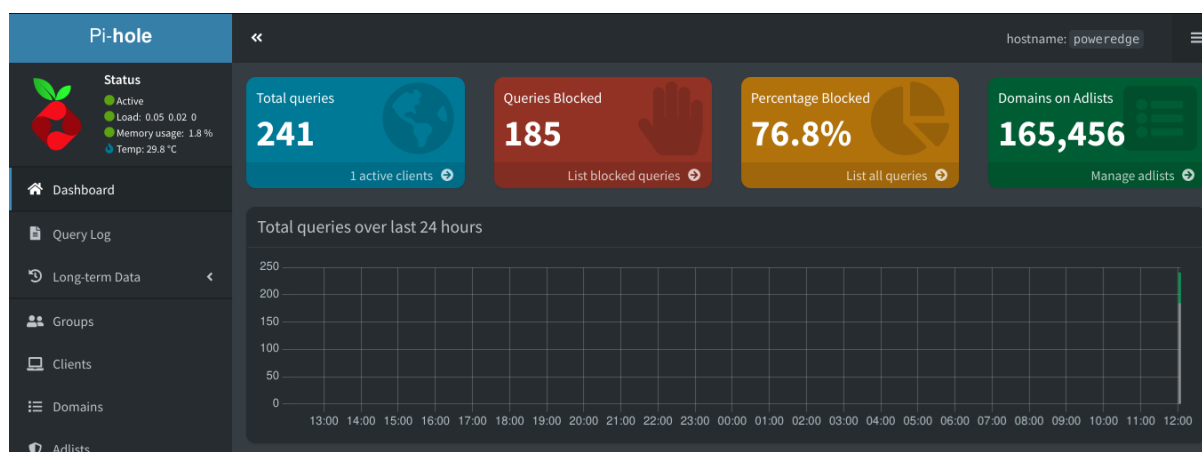 Pi-hole
hostname: poweredge
Status
Active
Load: 0.05 0.02 0
Memory usage: 1.8 %
Temp: 29.8 °C
Total queries
241
1 active clients
Queries Blocked
185
List blocked queries
Percentage Blocked
76.8%
List all queries
Domains on Adlists
165,456
Manage adlists
Dashboard
Query Log
Long-term Data
Groups
Clients
Domains
Adlists
Total queries over last 24 hours
250
200
150
100
50
0
13:00 14:00 15:00 16:00 17:00 18:00 19:00 20:00 21:00 22:00 23:00 00:00 01:00 02:00 03:00 04:00 05:00 06:00 07:00 08:00 09:00 10:00 11:00 12:00